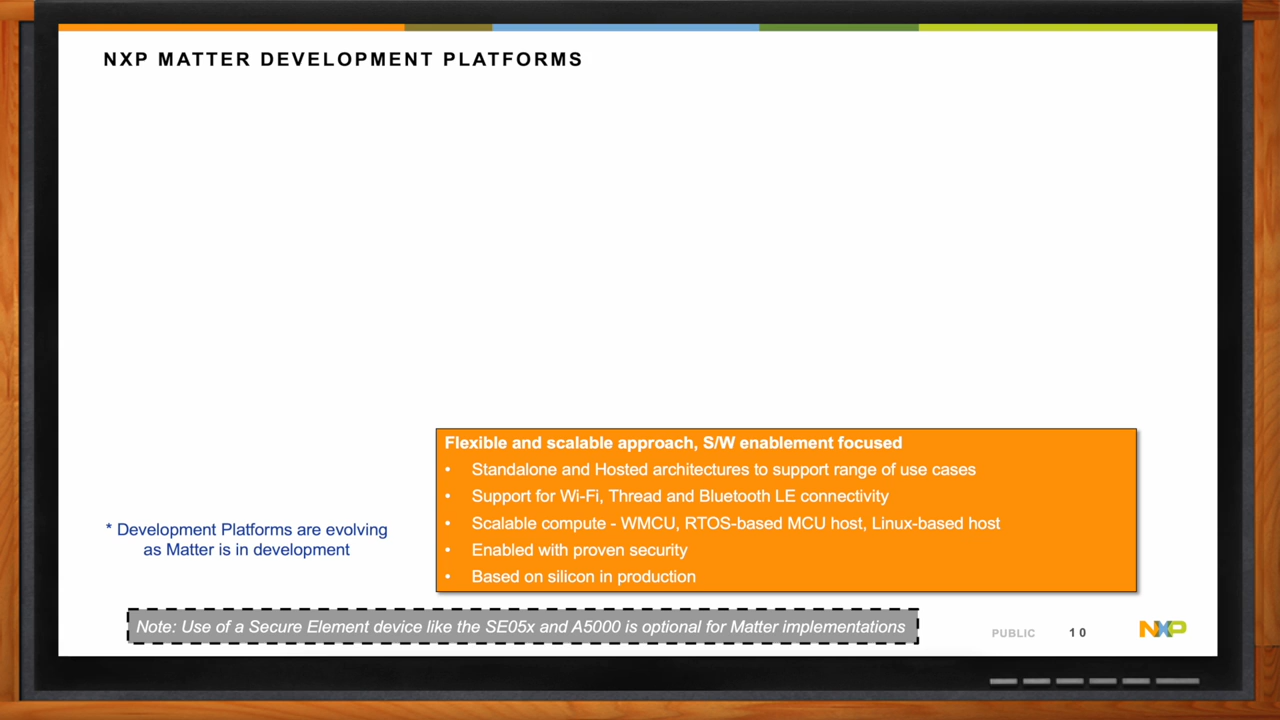 NXP MATTER DEVELOPMENT PLATFORMS
Flexible and scalable approach, S/W enablement focused
• Standalone and Hosted architectures to support range of use cases
• Support for Wi-Fi, Thread and Bluetooth LE connectivity
• Scalable compute - WMCU, RTOS-based MCU host, Linux-based host
• Enabled with proven security
• Based on silicon in production
* Development Platforms are evolving
as Matter is in development
Note: Use of a Secure Element device like the SE05x and A5000 is optional for Matter implementations
PUBLIC 10 NXP